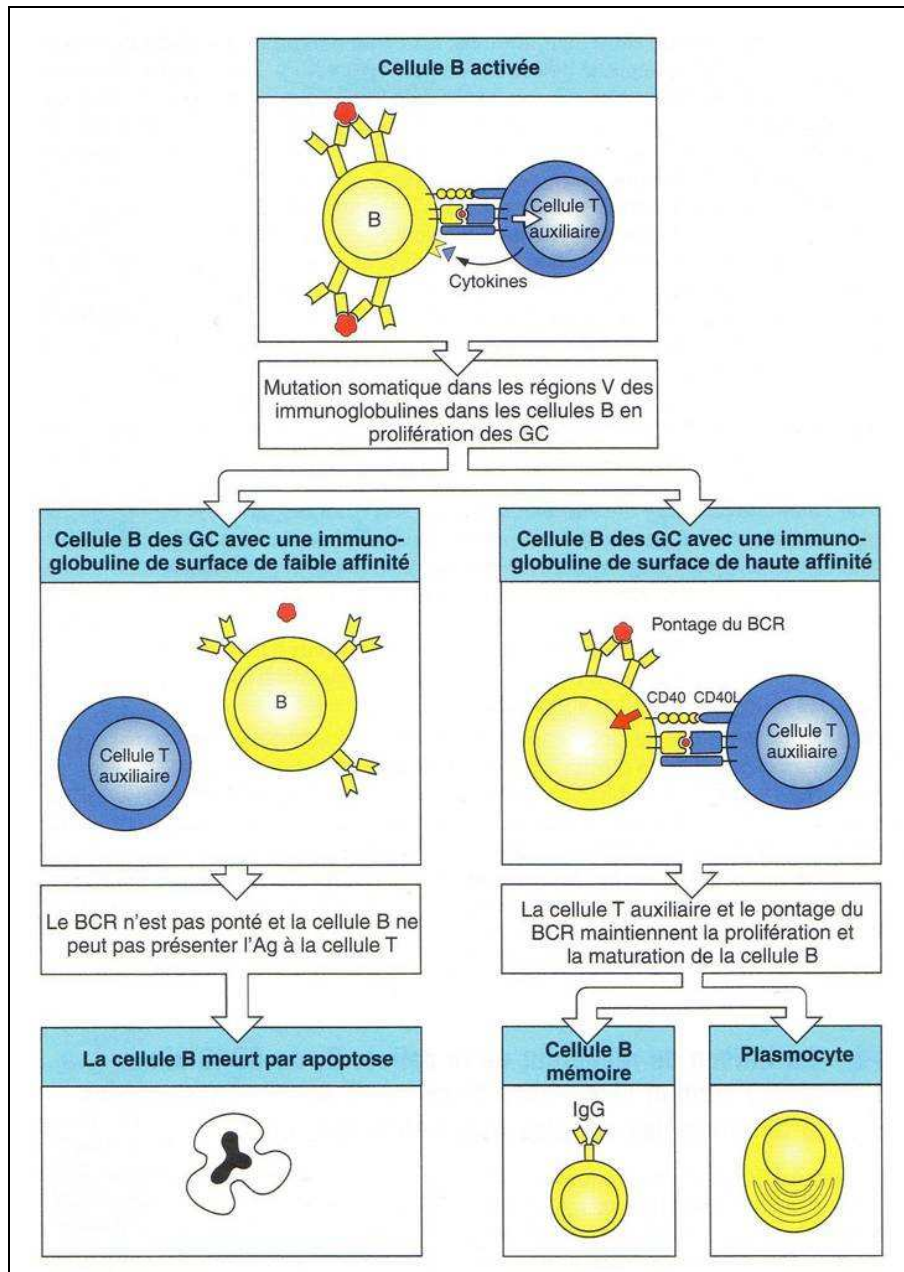 Cellule B activée
B
Cellule T
auxiliaire
Cytokines
Mutation somatique dans les régions V des
immunoglobulines dans les cellules B en
prolifération des GC
Cellule B des GC avec une immuno-
globuline de surface de faible affinité
B
Cellule T
auxiliaire
Cellule B des GC avec une immuno-
globuline de surface de haute affinité
Pontage du BCR
CD40 CD40L
Cellule T
auxiliaire
Le BCR n'est pas ponté et la cellule B ne
peut pas présenter l'Ag à la cellule T
La cellule T auxiliaire et le pontage du
BCR maintiennent la prolifération et
la maturation de la cellule B
La cellule B meurt par apoptose
Cellule B
mémoire
IgG
Plasmocyte